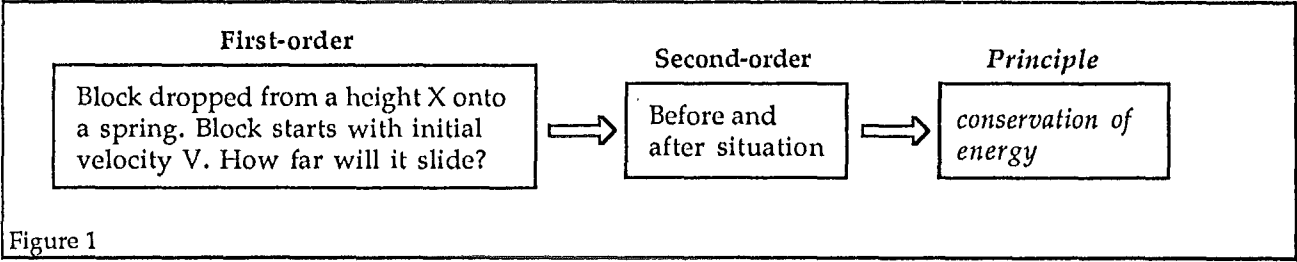 First-order
Block dropped from a height X onto
a spring. Block starts with initial
velocity V. How far will it slide?
Second-order
Before and
after situation
Principle
conservation of
energy
Figure 1